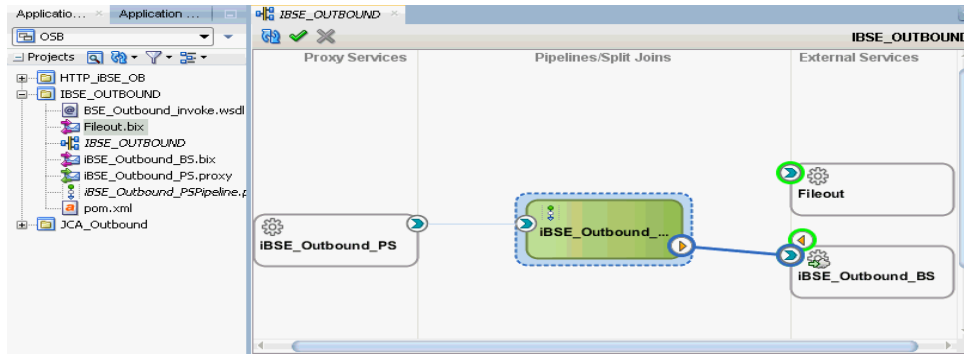 Applicatio...
Application ...
IBSE_OUTBOUND
OSB
IBSE_OUTBOUND
Projects
Proxy Services
Pipelines/Split Joins
External Services
HTTP_iBSE_OB
IBSE_OUTBOUND
BSE_Outbound_invoke.wsdl
Fileout.bix
IBSE_OUTBOUND
iBSE_Outbound_BS.bix
iBSE_Outbound_PS.proxy
iBSE_Outbound_PSPipeline.p
pom.xml
JCA_Outbound
iBSE_Outbound_PS
iBSE_Outbound_...
Fileout
iBSE_Outbound_BS